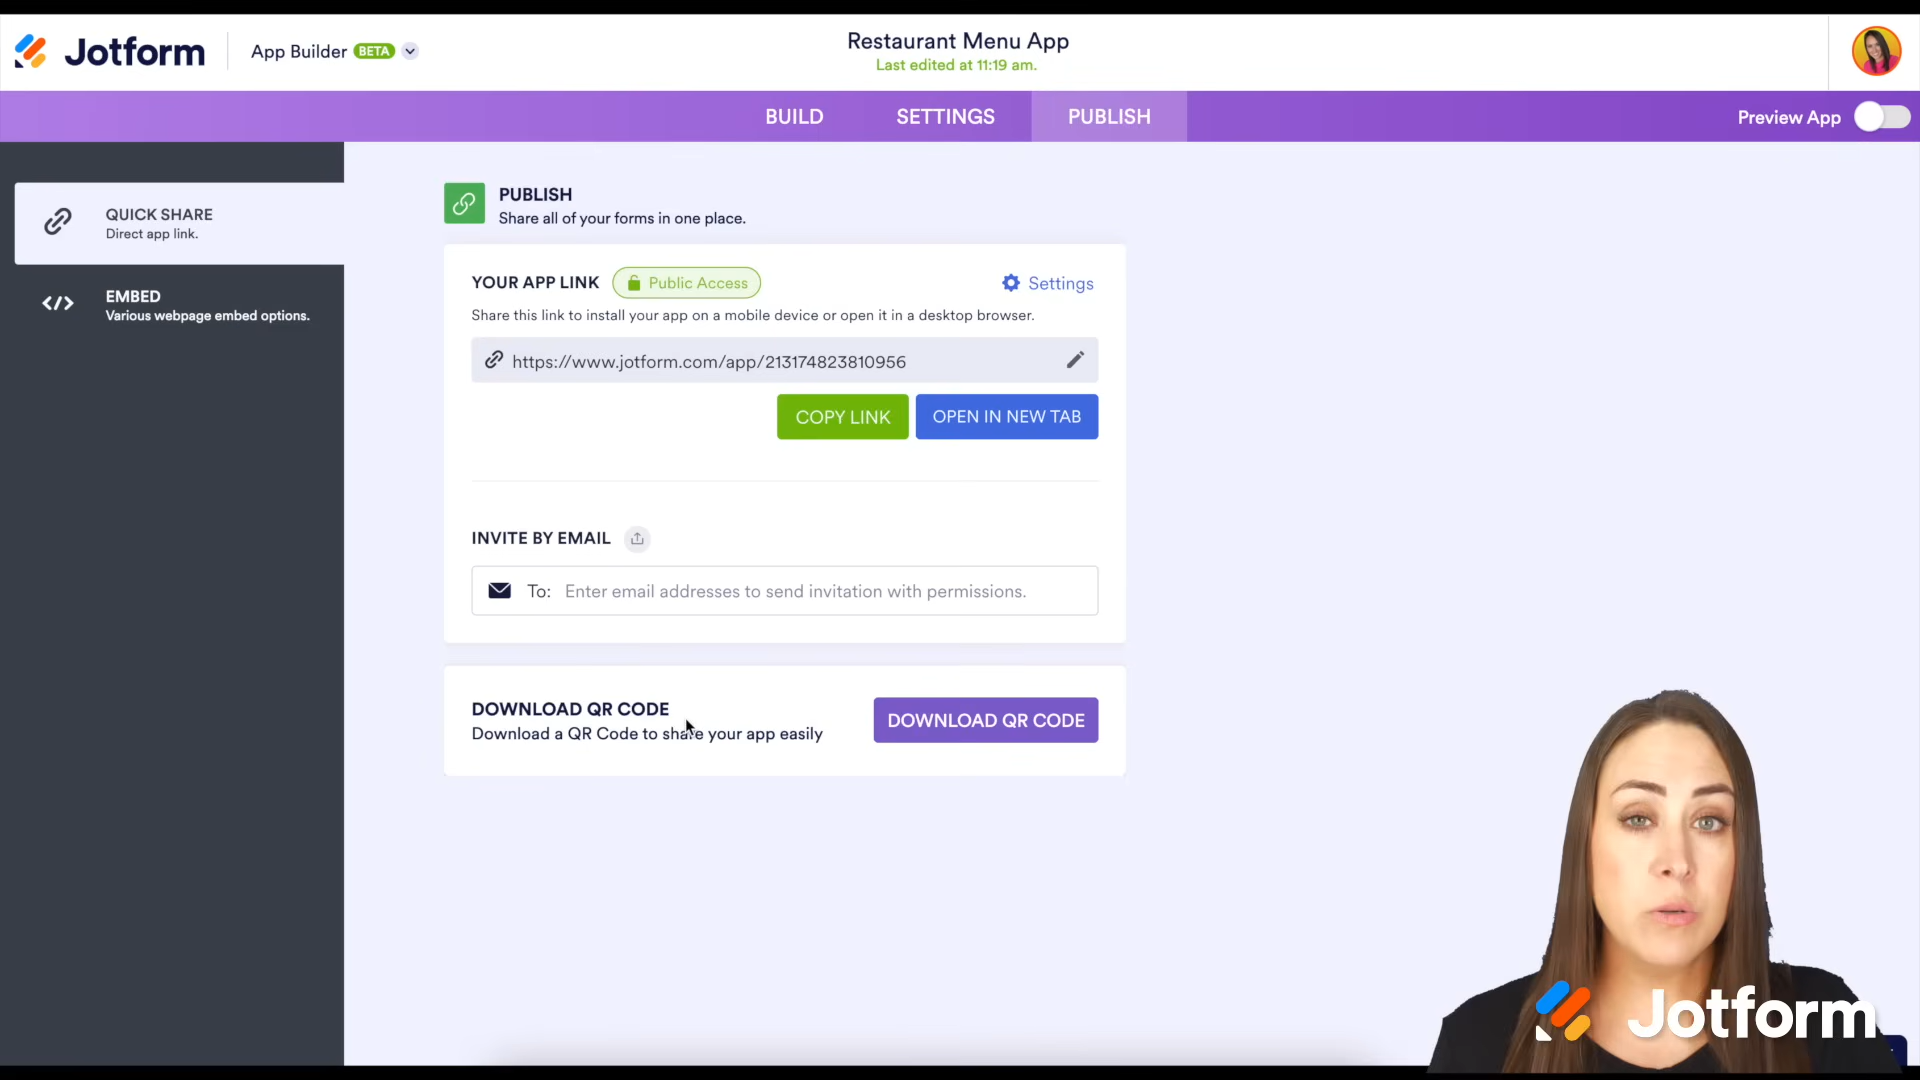 Jotform
App Builder BETA
Restaurant Menu App
Last edited at 11:19 am.
BUILD
SETTINGS
PUBLISH
Preview App
QUICK SHARE
Direct app link.
EMBED
Various webpage embed options.
PUBLISH
Share all of your forms in one place.
YOUR APP LINK
Public Access
Settings
Share this link to install your app on a mobile device or open it in a desktop browser.
https://www.jotform.com/app/213174823810956
COPY LINK
OPEN IN NEW TAB
INVITE BY EMAIL
To: Enter email addresses to send invitation with permissions.
DOWNLOAD QR CODE
Download a QR Code to share your app easily
DOWNLOAD QR CODE
Jotform